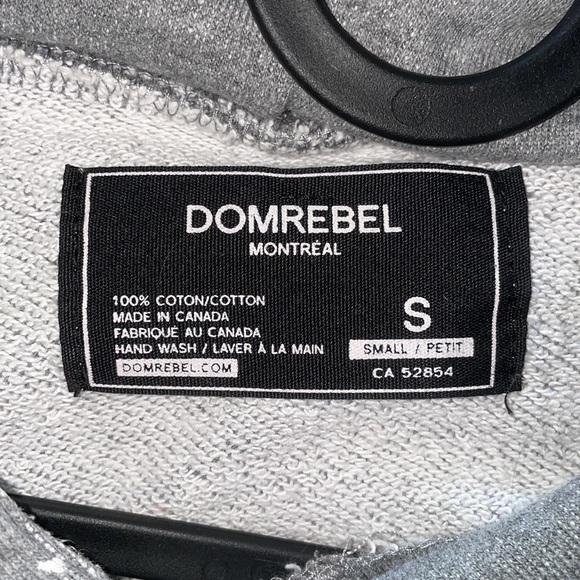 DOMREBEL
MONTRÉAL
100% COTON/COTTON
MADE IN CANADA
FABRIQUÉ AU CANADA
HAND WASH / LAVER À LA MAIN
DOMREBEL.COM
S
SMALL / PETIT
CA 52854